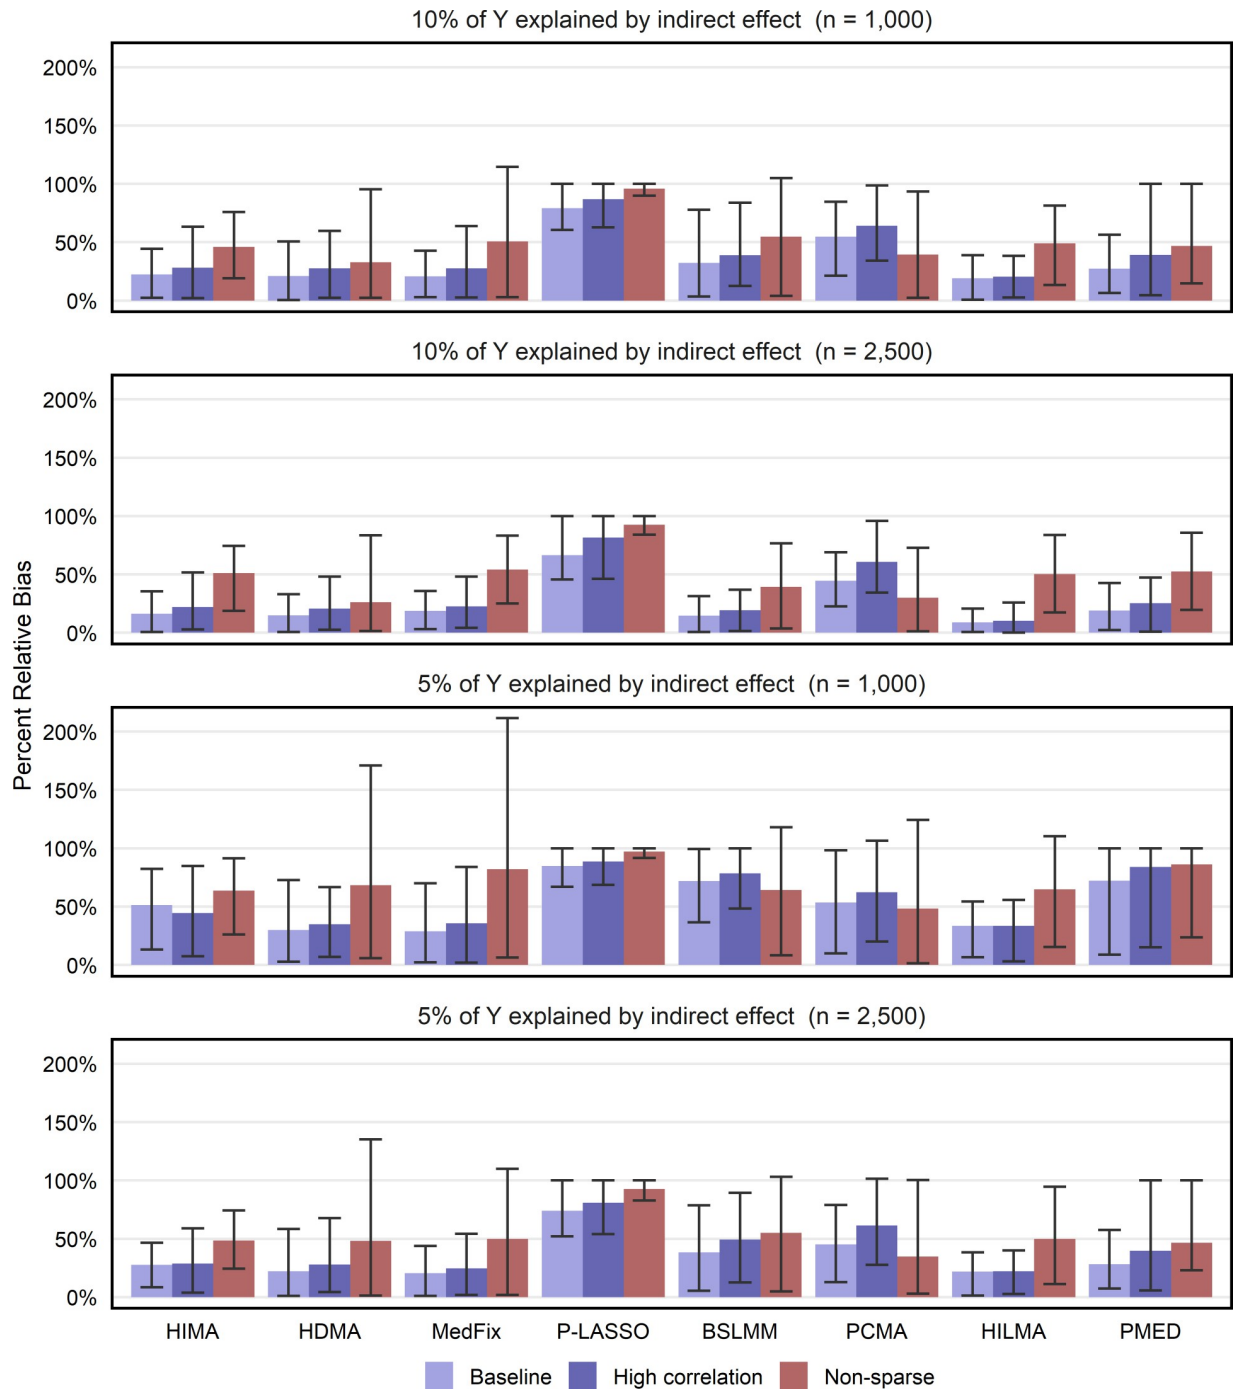 10% of Y explained by indirect effect (n = 1,000)
200%
150%
100%
50%
0%
10% of Y explained by indirect effect (n = 2,500)
200%
150%
100%
50%
0%
Percent Relative Bias
5% of Y explained by indirect effect (n = 1,000)
200%
150%
100%
50%
0%
5% of Y explained by indirect effect (n = 2,500)
200%
150%
100%
50%
0%
HIMA HDMA MedFix P-LASSO BSLMM PCMA HILMA PMED
Baseline High correlation Non-sparse